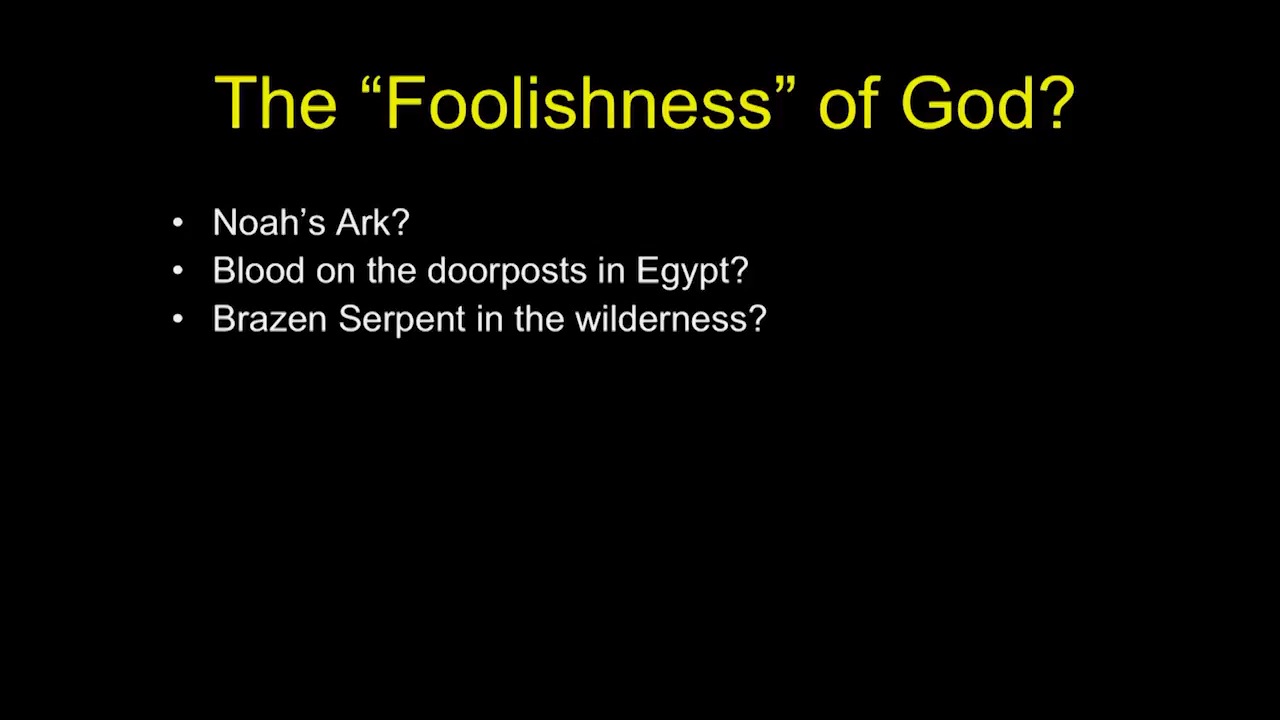 The “Foolishness” of God?
• Noah’s Ark?
• Blood on the doorposts in Egypt?
• Brazen Serpent in the wilderness?